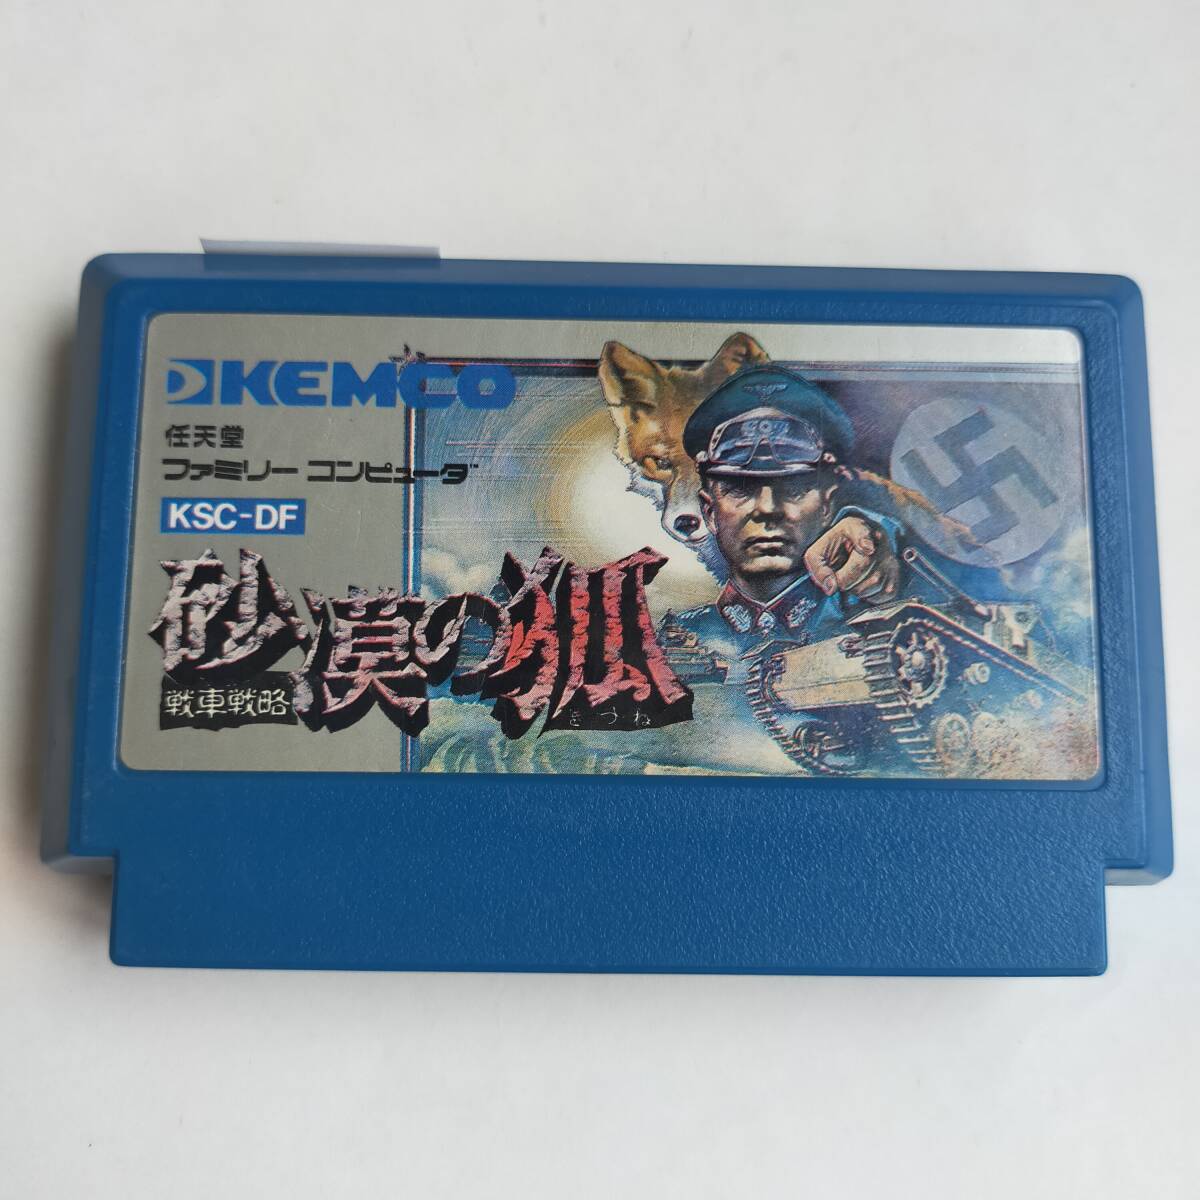 KEMCO
任天堂
ファミリー コンピュータ
KSC-DF
砂漠の狐
戦車戦略
きつね